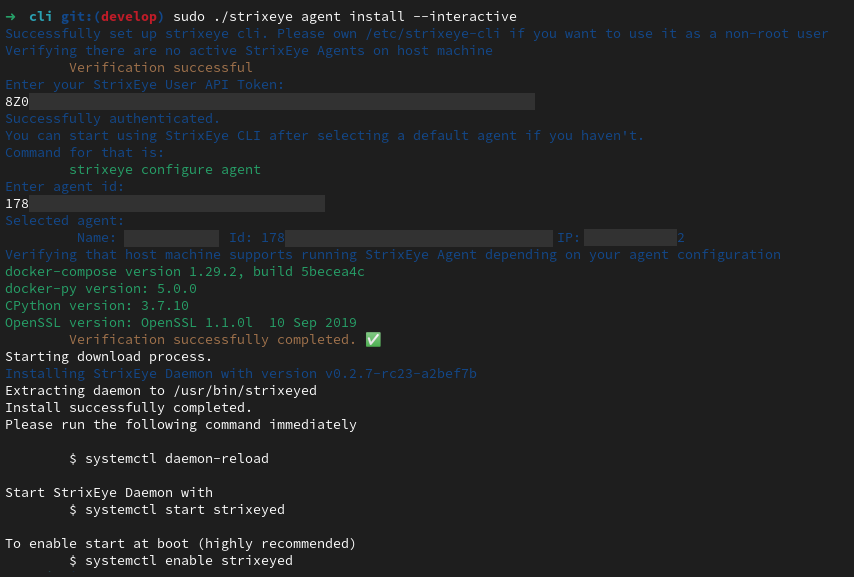 ➜ cli git:(develop) sudo ./strixeye agent install --interactive
Successfully set up strixeye cli. Please own /etc/strixeye-cli if you want to use it as a non-root user
Verifying there are no active StrixEye Agents on host machine
Verification successful
Enter your StrixEye User API Token:
8Z0
Successfully authenticated.
You can start using StrixEye CLI after selecting a default agent if you haven't.
Command for that is:
strixeye configure agent
Enter agent id:
178
Selected agent:
Name: Id: 178 IP: 2
Verifying that host machine supports running StrixEye Agent depending on your agent configuration
docker-compose version 1.29.2, build 5becea4c
docker-py version: 5.0.0
CPython version: 3.7.10
OpenSSL version: OpenSSL 1.1.0l 10 Sep 2019
Verification successfully completed. ✅
Starting download process.
Installing StrixEye Daemon with version v0.2.7-rc23-a2bef7b
Extracting daemon to /usr/bin/strixeyed
Install successfully completed.
Please run the following command immediately
$ systemctl daemon-reload
Start StrixEye Daemon with
$ systemctl start strixeyed
To enable start at boot (highly recommended)
$ systemctl enable strixeyed